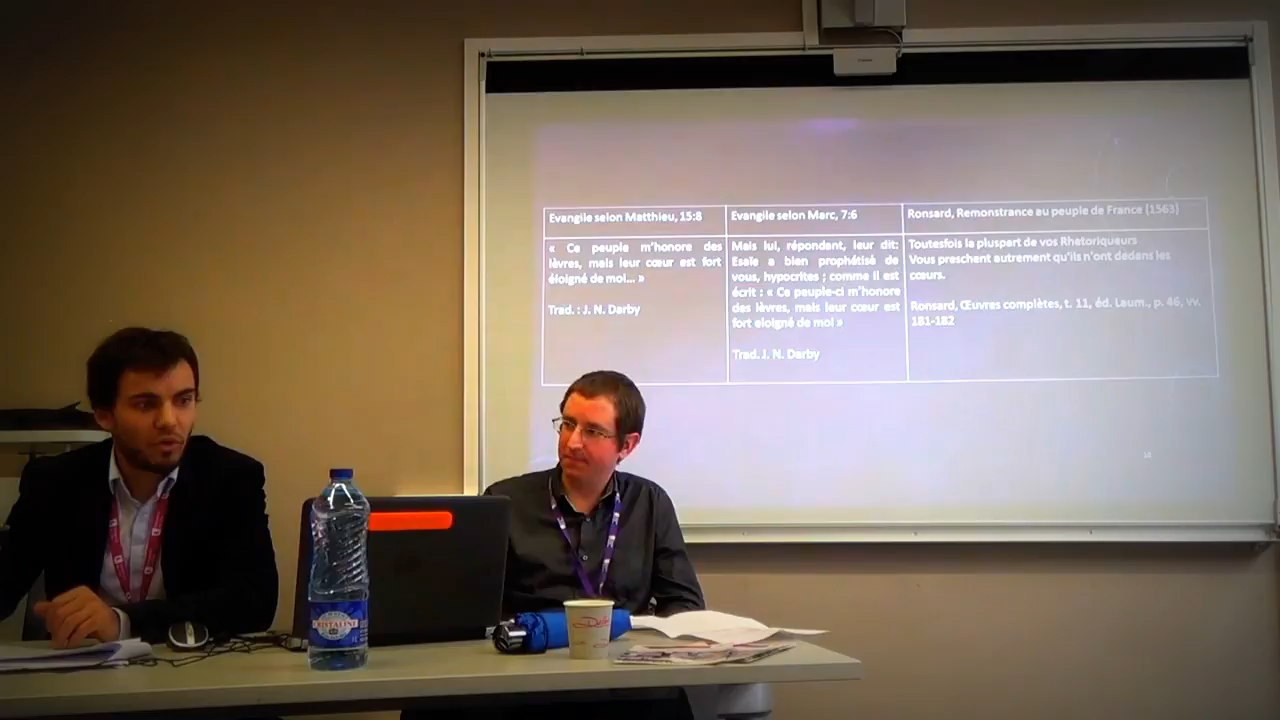 Evangile selon Matthieu, 15:8
« Ce peuple m'honore des
lèvres, mais leur cœur est fort
éloigné de moi... »
Trad. : J. N. Darby
Evangile selon Marc, 7:6
Mais lui, répondant, leur dit:
Esaïe a bien prophétisé de
vous, hypocrites ; comme il est
écrit : « Ce peuple-ci m'honore
des lèvres, mais leur cœur est
fort eloigné de moi »
Trad. J. N. Darby
Ronsard, Remonstrance au peuple de France (1563)
Toutesfois la pluspart de vos Rhetoriqueurs
Vous preschent autrement qu'ils n'ont dedans les
cœurs.
Ronsard, Œuvres complètes, t. 11, éd. Laum., p. 46, vv.
181-182
CRISTALINE